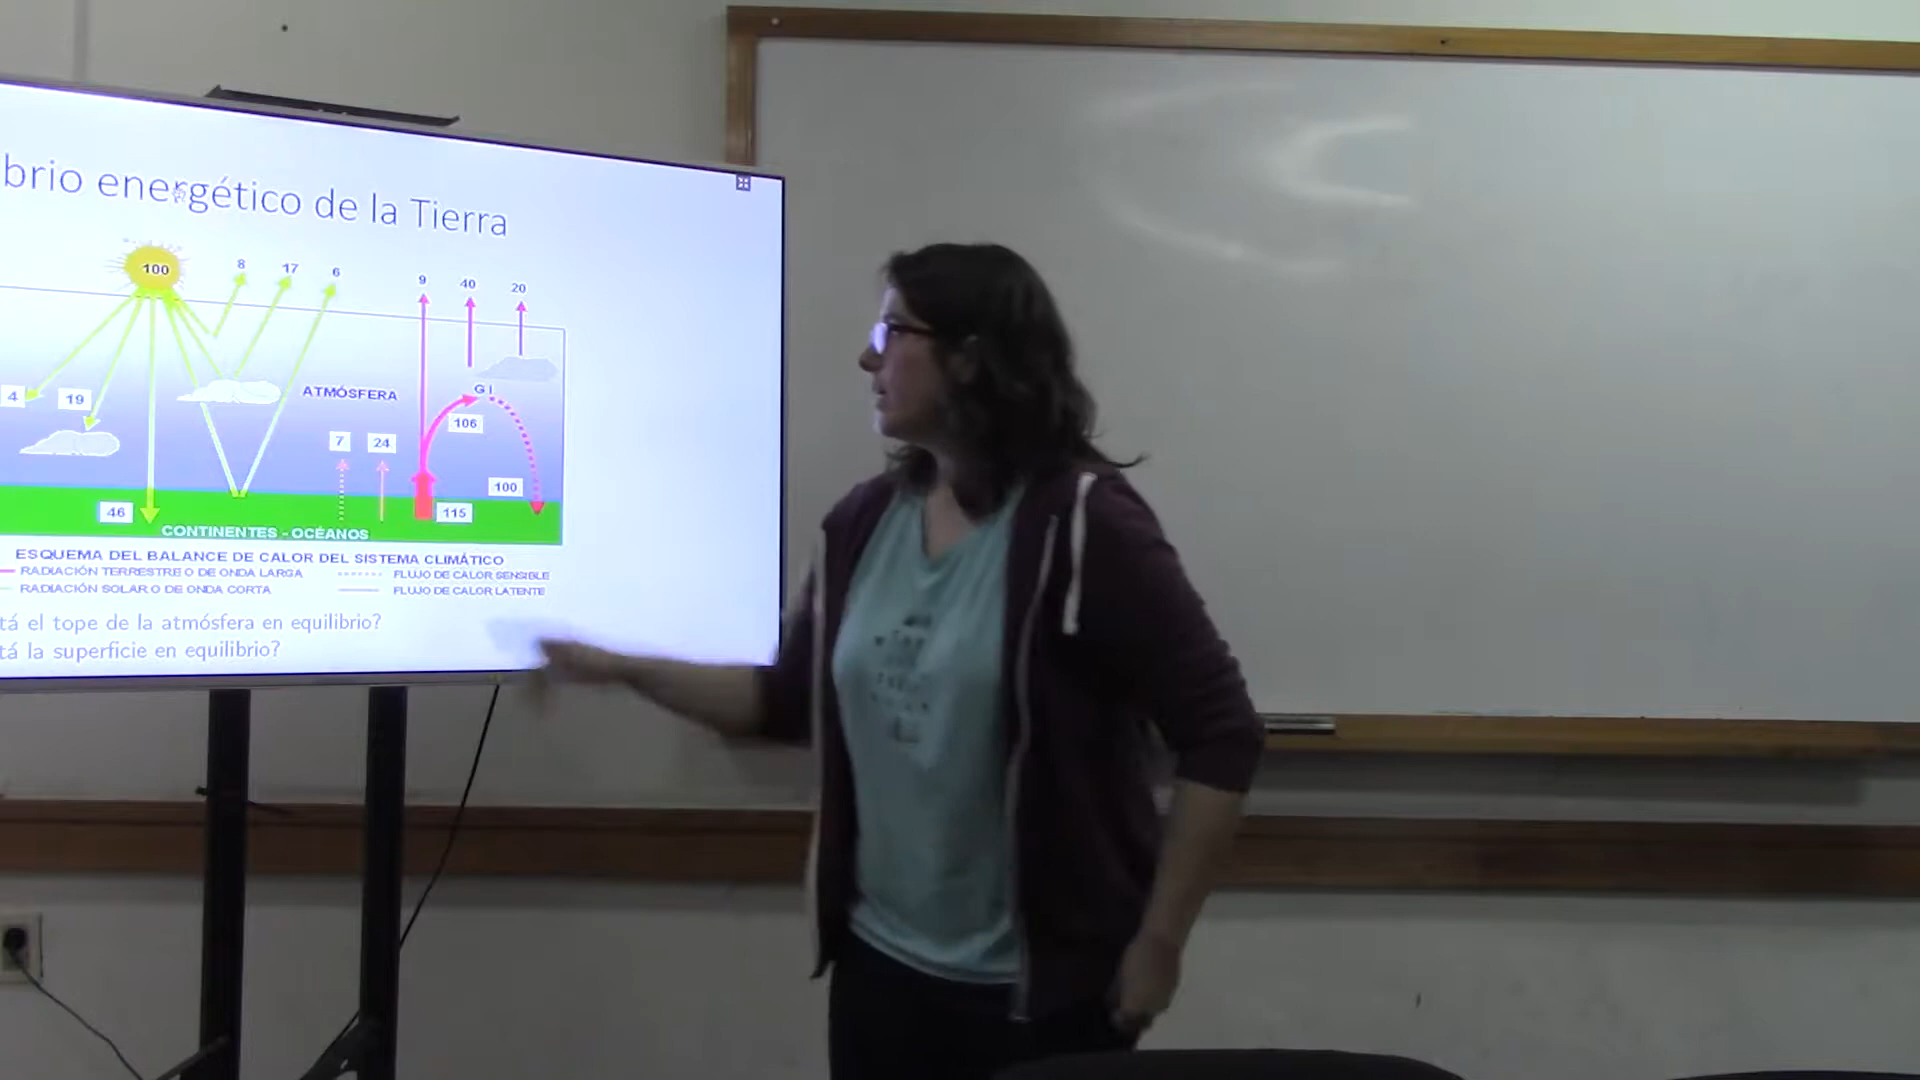 brio energético de la Tierra
100
8
17
6
9
40
20
4
19
ATMÓSFERA
G I
106
7
24
100
46
115
CONTINENTES - OCÉANOS
ESQUEMA DEL BALANCE DE CALOR DEL SISTEMA CLIMÁTICO
RADIACIÓN TERRESTRE O DE ONDA LARGA
FLUJO DE CALOR SENSIBLE
RADIACIÓN SOLAR O DE ONDA CORTA
FLUJO DE CALOR LATENTE
tá el tope de la atmósfera en equilibrio?
tá la superficie en equilibrio?